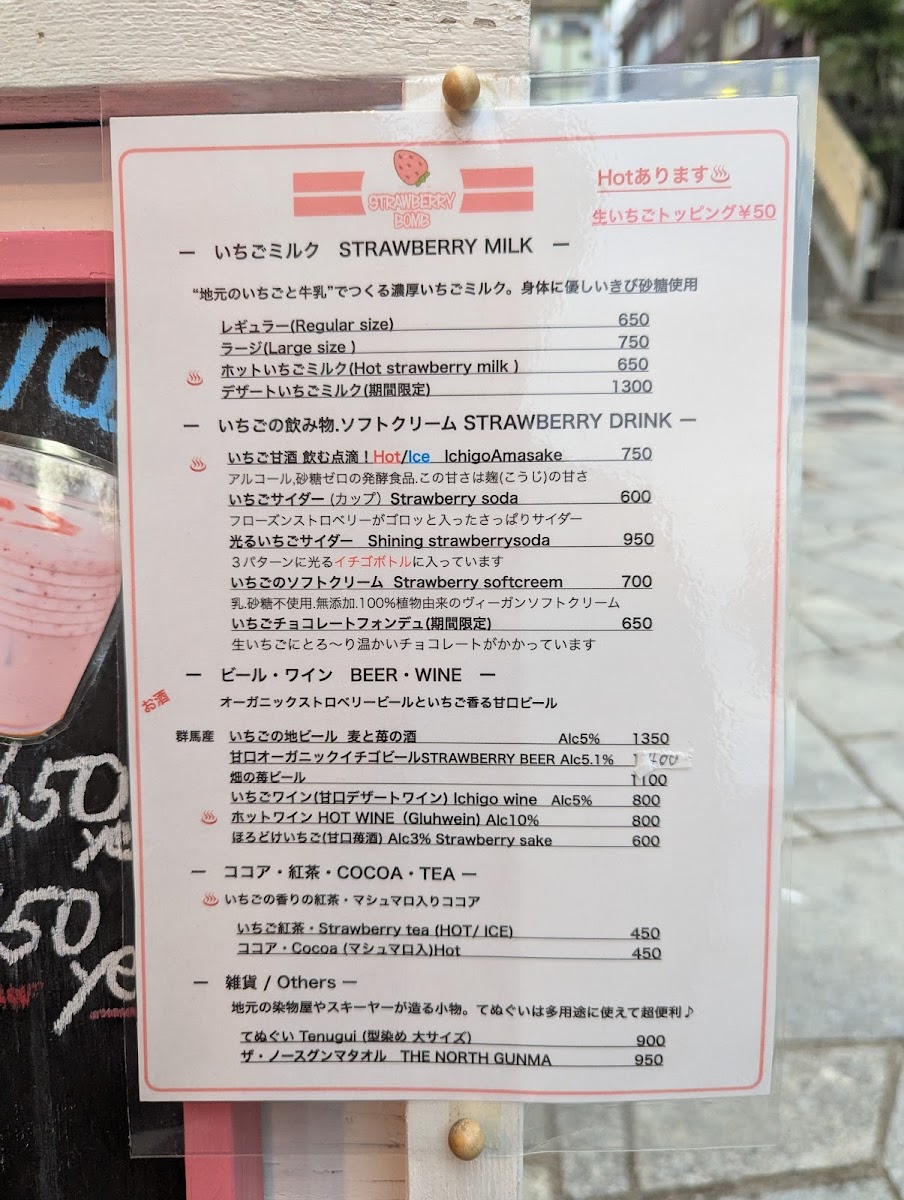 STRAWBERRY
BOMB
Hotあります♨
生いちごトッピング¥50
ー いちごミルク STRAWBERRY MILK ー
“地元のいちごと牛乳”でつくる濃厚いちごミルク。身体に優しいきび砂糖使用
レギュラー(Regular size) 650
ラージ(Large size ) 750
♨ ホットいちごミルク(Hot strawberry milk ) 650
デザートいちごミルク(期間限定) 1300
ー いちごの飲み物.ソフトクリーム STRAWBERRY DRINK ー
♨ いちご甘酒 飲む点滴！Hot/Ice IchigoAmasake 750
アルコール,砂糖ゼロの発酵食品.この甘さは麹(こうじ)の甘さ
いちごサイダー (カップ) Strawberry soda 600
フローズンストロベリーがゴロッと入ったさっぱりサイダー
光るいちごサイダー Shining strawberrysoda 950
３パターンに光るイチゴボトルに入っています
いちごのソフトクリーム Strawberry softcreem 700
乳.砂糖不使用.無添加.100%植物由来のヴィーガンソフトクリーム
いちごチョコレートフォンデュ(期間限定) 650
生いちごにとろ〜り温かいチョコレートがかかっています
ー ビール・ワイン BEER・WINE ー
お酒
オーガニックストロベリービールといちご香る甘口ビール
群馬産 いちごの地ビール 麦と苺の酒 Alc5% 1350
甘口オーガニックイチゴビールSTRAWBERRY BEER Alc5.1% 1400
畑の苺ビール 1100
いちごワイン(甘口デザートワイン) Ichigo wine Alc5% 800
♨ ホットワイン HOT WINE (Gluhwein) Alc10% 800
ほろどけいちご(甘口苺酒) Alc3% Strawberry sake 600
ー ココア・紅茶・COCOA・TEA ー
♨ いちごの香りの紅茶・マシュマロ入りココア
いちご紅茶・Strawberry tea (HOT/ ICE) 450
ココア・Cocoa (マシュマロ入)Hot 450
ー 雑貨 / Others ー
地元の染物屋やスキーヤーが造る小物。てぬぐいは多用途に使えて超便利♪
てぬぐい Tenugui (型染め 大サイズ) 900
ザ・ノースグンマタオル THE NORTH GUNMA 950
650
ye
50
ye